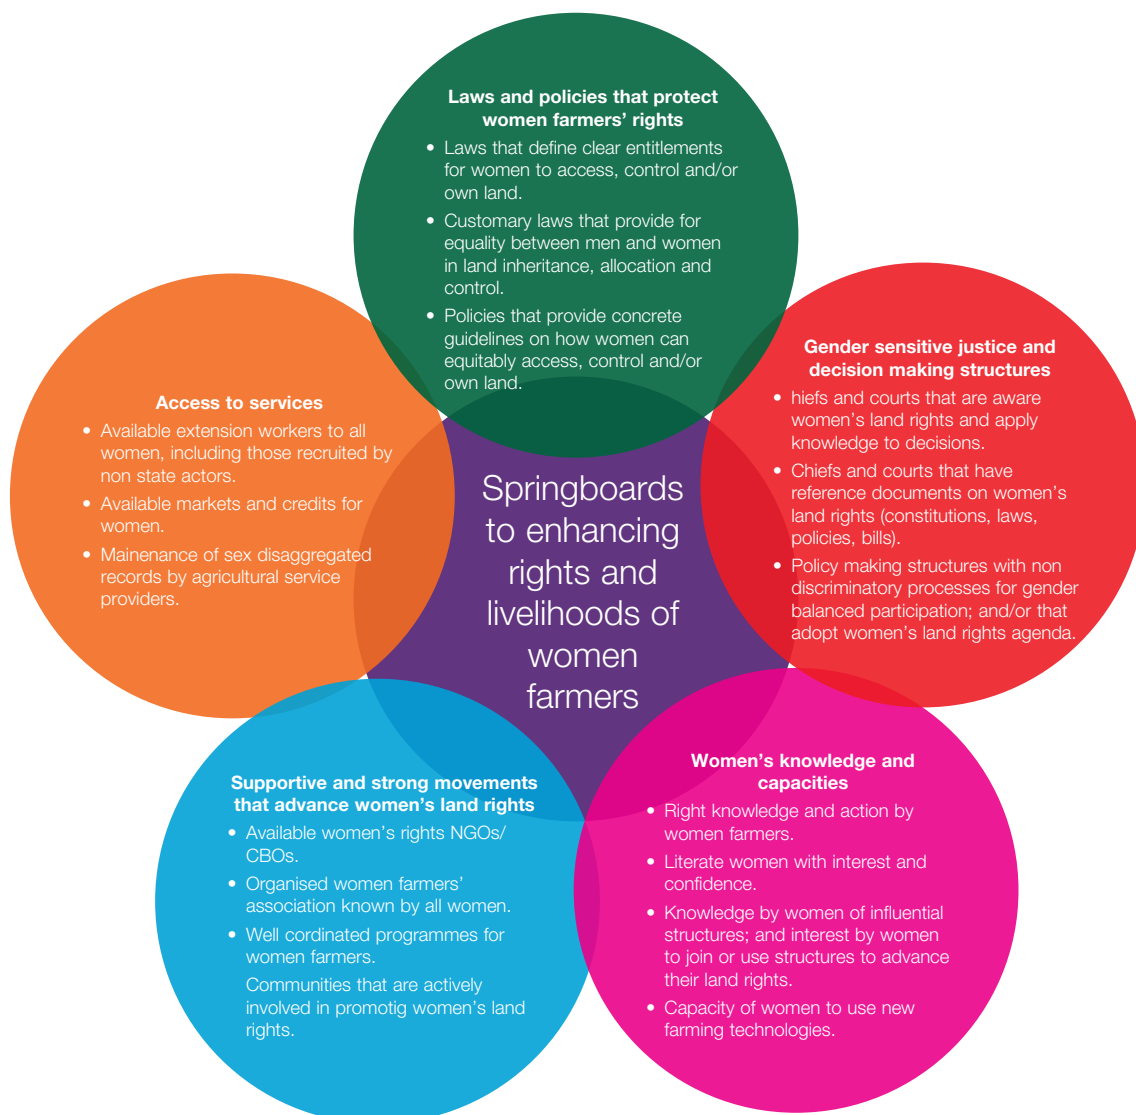 Laws and policies that protect
women farmers’ rights
• Laws that define clear entitlements
for women to access, control and/or
own land.
• Customary laws that provide for
equality between men and women
in land inheritance, allocation and
control.
• Policies that provide concrete
guidelines on how women can
equitably access, control and/or
own land.
Gender sensitive justice and
decision making structures
• hiefs and courts that are aware
women’s land rights and apply
knowledge to decisions.
• Chiefs and courts that have
reference documents on women’s
land rights (constitutions, laws,
policies, bills).
• Policy making structures with non
discriminatory processes for gender
balanced participation; and/or that
adopt women’s land rights agenda.
Access to services
• Available extension workers to all
women, including those recruited by
non state actors.
• Available markets and credits for
women.
• Mainenance of sex disaggregated
records by agricultural service
providers.
Springboards
to enhancing
rights and
livelihoods of
women
farmers
Supportive and strong movements
that advance women’s land rights
• Available women’s rights NGOs/
CBOs.
• Organised women farmers’
association known by all women.
• Well cordinated programmes for
women farmers.
Communities that are actively
involved in promotig women’s land
rights.
Women’s knowledge and
capacities
• Right knowledge and action by
women farmers.
• Literate women with interest and
confidence.
• Knowledge by women of influential
structures; and interest by women
to join or use structures to advance
their land rights.
• Capacity of women to use new
farming technologies.